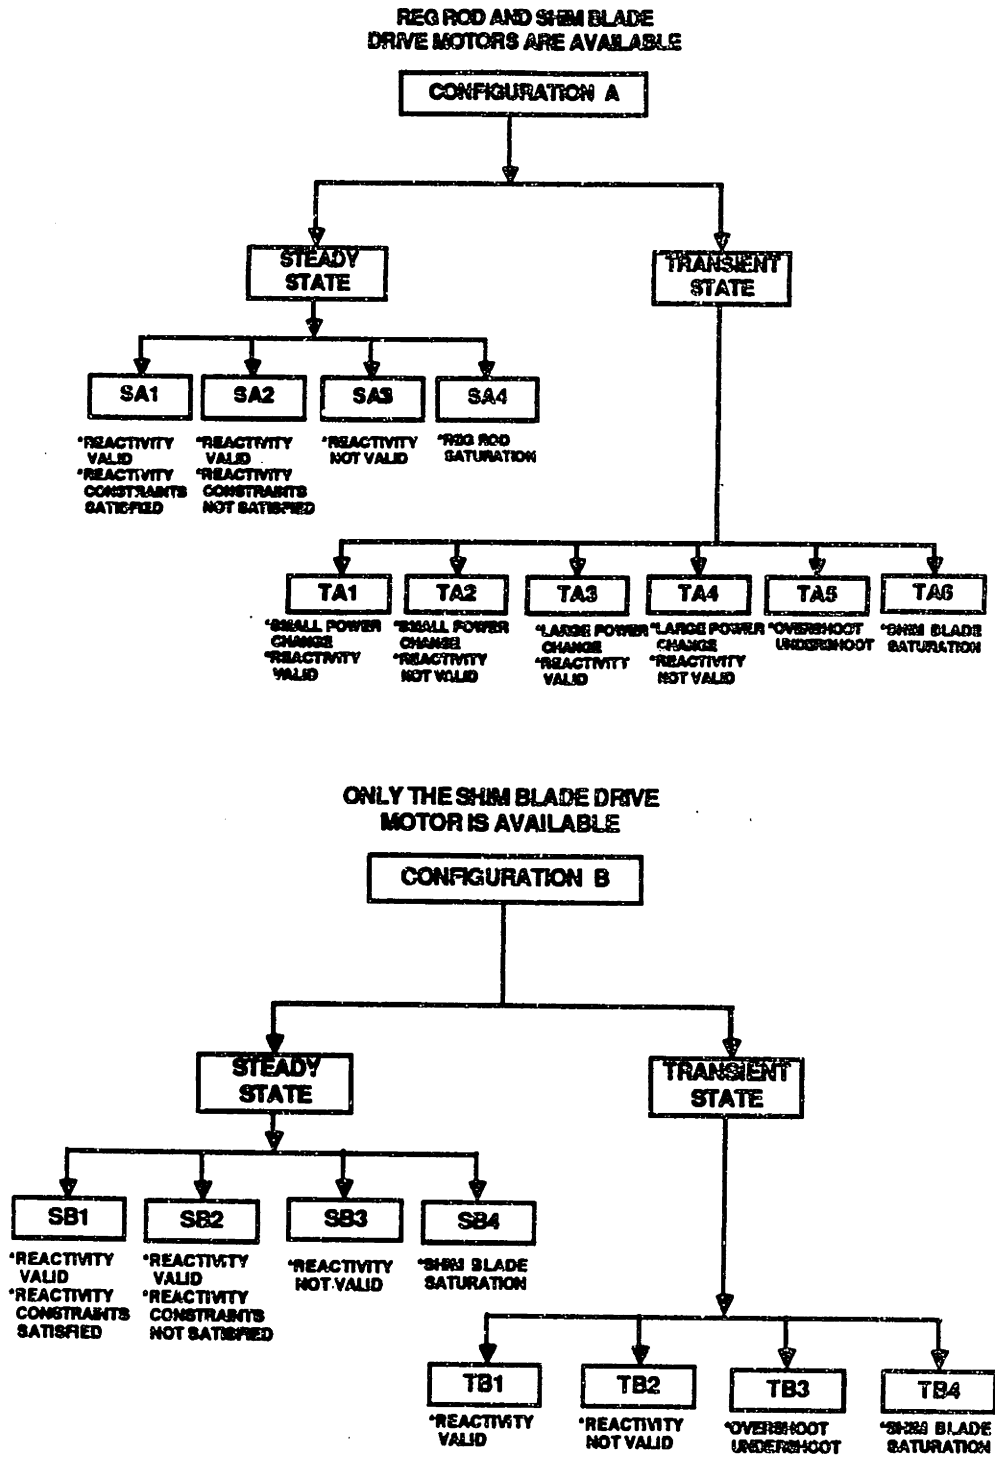 REG ROD AND SHIM BLADE
DRIVE MOTORS ARE AVAILABLE
CONFIGURATION A
STEADY
STATE
TRANSIENT
STATE
SA1
SA2
SA3
SA4
*REACTIVITY
VALID
*REACTIVITY
CONSTRAINTS
SATISFIED
*REACTIVITY
VALID
*REACTIVITY
CONSTRAINTS
NOT SATISFIED
*REACTIVITY
NOT VALID
*REG ROD
SATURATION
TA1
TA2
TA3
TA4
TA5
TA6
*SMALL POWER
CHANGE
*REACTIVITY
VALID
*SMALL POWER
CHANGE
*REACTIVITY
NOT VALID
*LARGE POWER
CHANGE
*REACTIVITY
VALID
*LARGE POWER
CHANGE
*REACTIVITY
NOT VALID
*OVERSHOOT
UNDERSHOOT
*SHIM BLADE
SATURATION
ONLY THE SHIM BLADE DRIVE
MOTOR IS AVAILABLE
CONFIGURATION B
STEADY
STATE
TRANSIENT
STATE
SB1
SB2
SB3
SB4
*REACTIVITY
VALID
*REACTIVITY
CONSTRAINTS
SATISFIED
*REACTIVITY
VALID
*REACTIVITY
CONSTRAINTS
NOT SATISFIED
*REACTIVITY
NOT VALID
*SHIM BLADE
SATURATION
TB1
TB2
TB3
TB4
*REACTIVITY
VALID
*REACTIVITY
NOT VALID
*OVERSHOOT
UNDERSHOOT
*SHIM BLADE
SATURATION